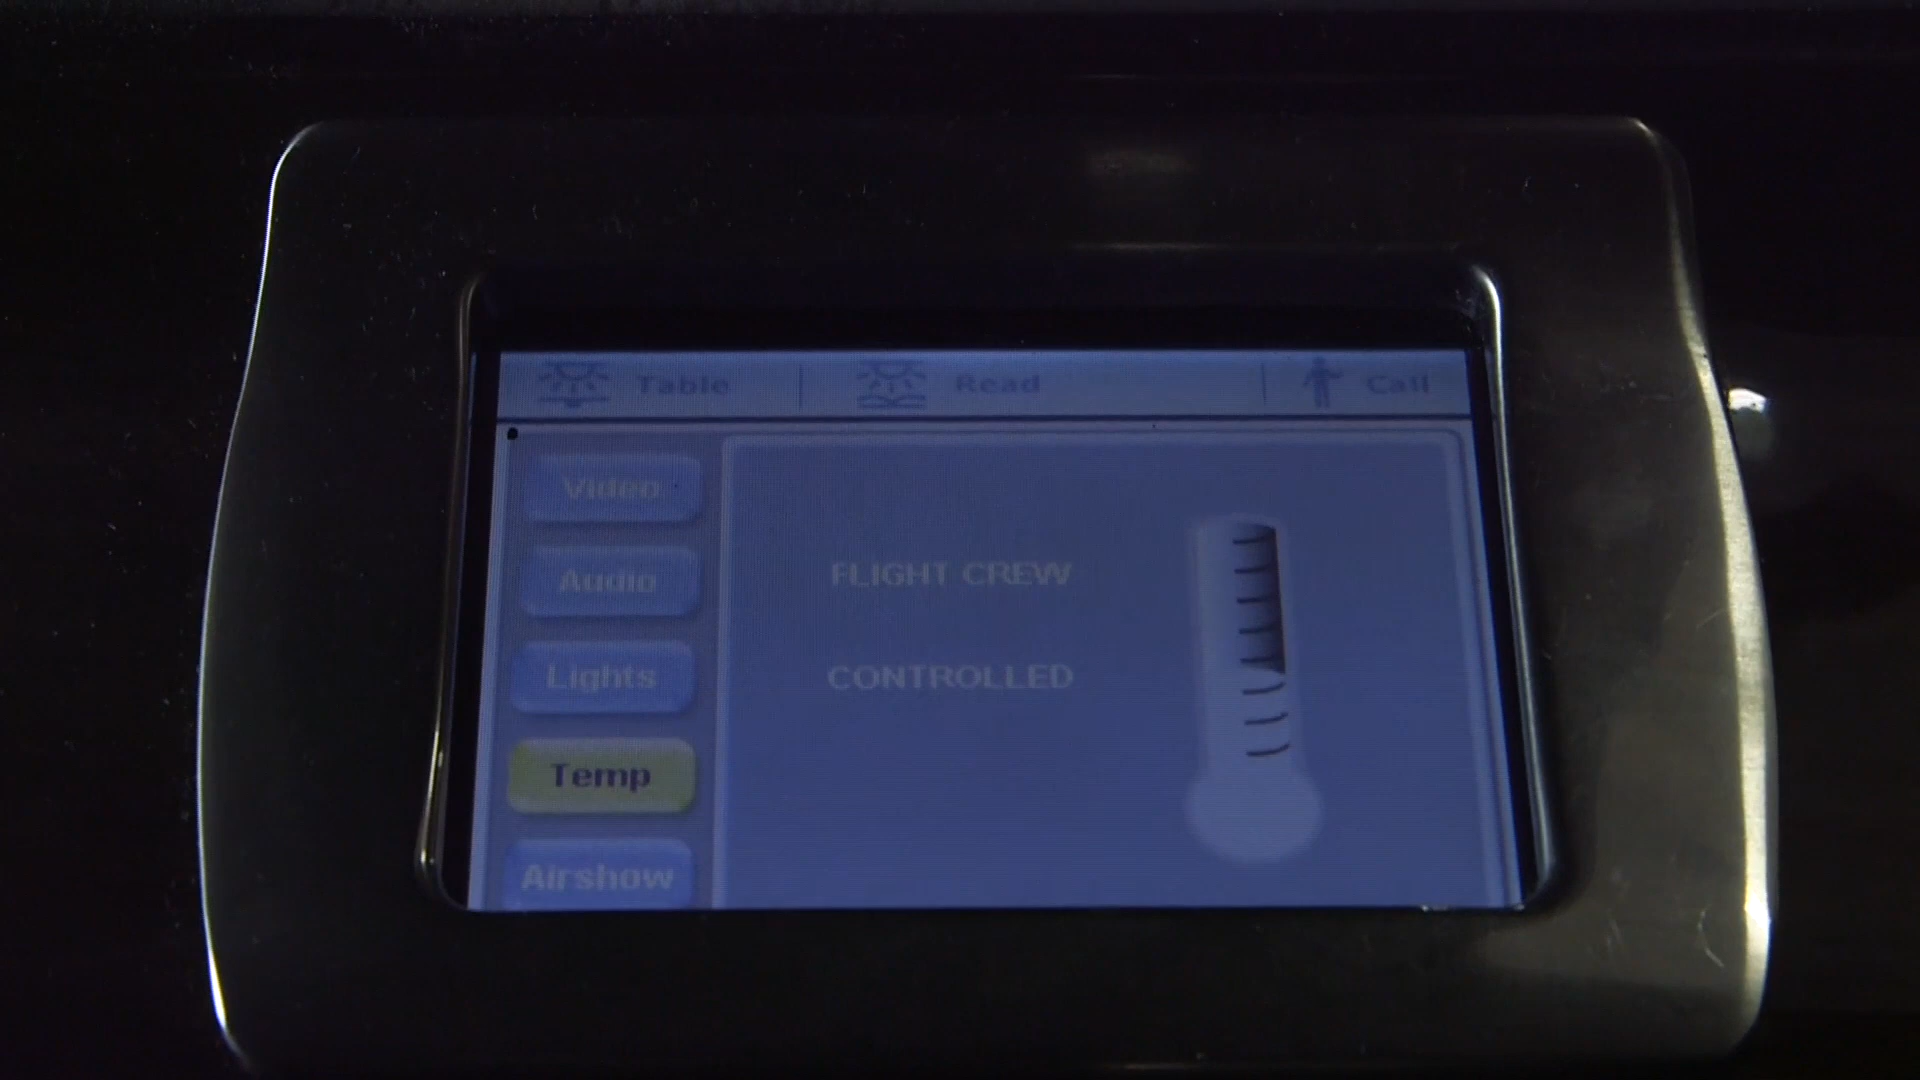 Table Read Call
Video
Audio
Lights
Temp
Airshow
FLIGHT CREW
CONTROLLED